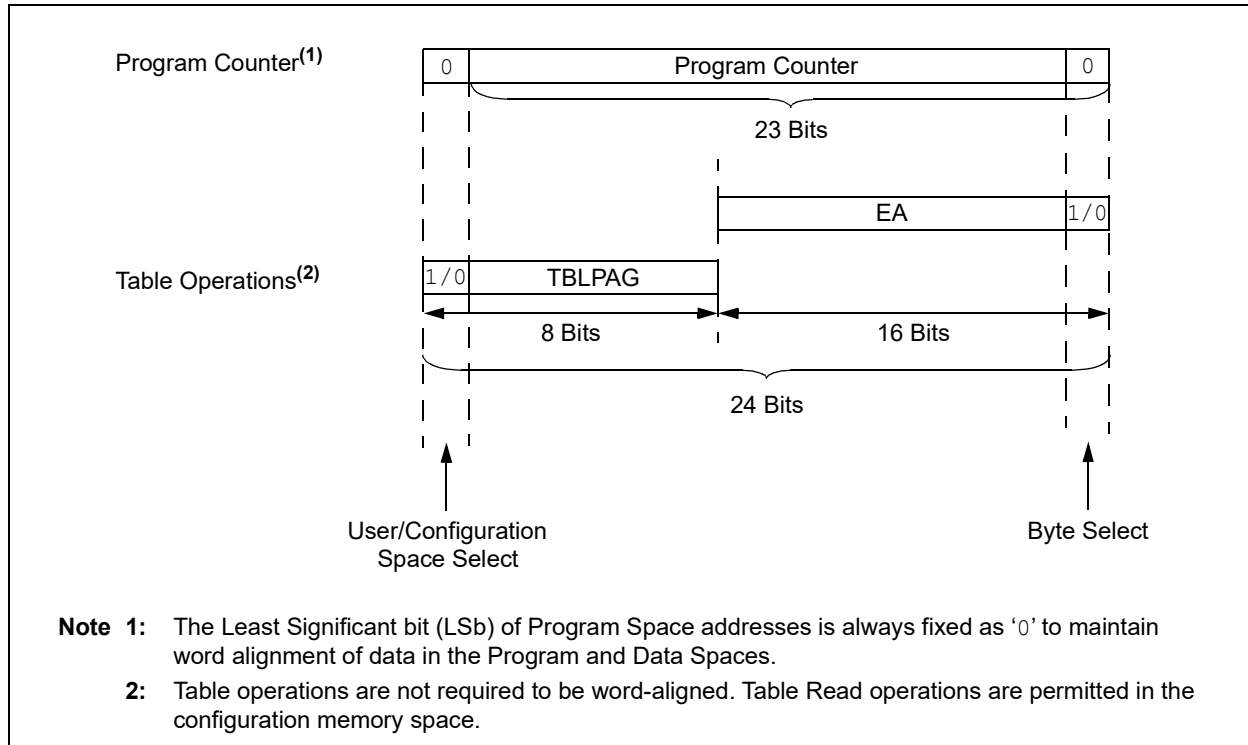 Program Counter(1)
0 Program Counter 0
23 Bits
EA 1/0
Table Operations(2)
1/0 TBLPAG
8 Bits 16 Bits
24 Bits
User/Configuration
Space Select
Byte Select
Note 1: The Least Significant bit (LSb) of Program Space addresses is always fixed as ‘0’ to maintain
word alignment of data in the Program and Data Spaces.
2: Table operations are not required to be word-aligned. Table Read operations are permitted in the
configuration memory space.